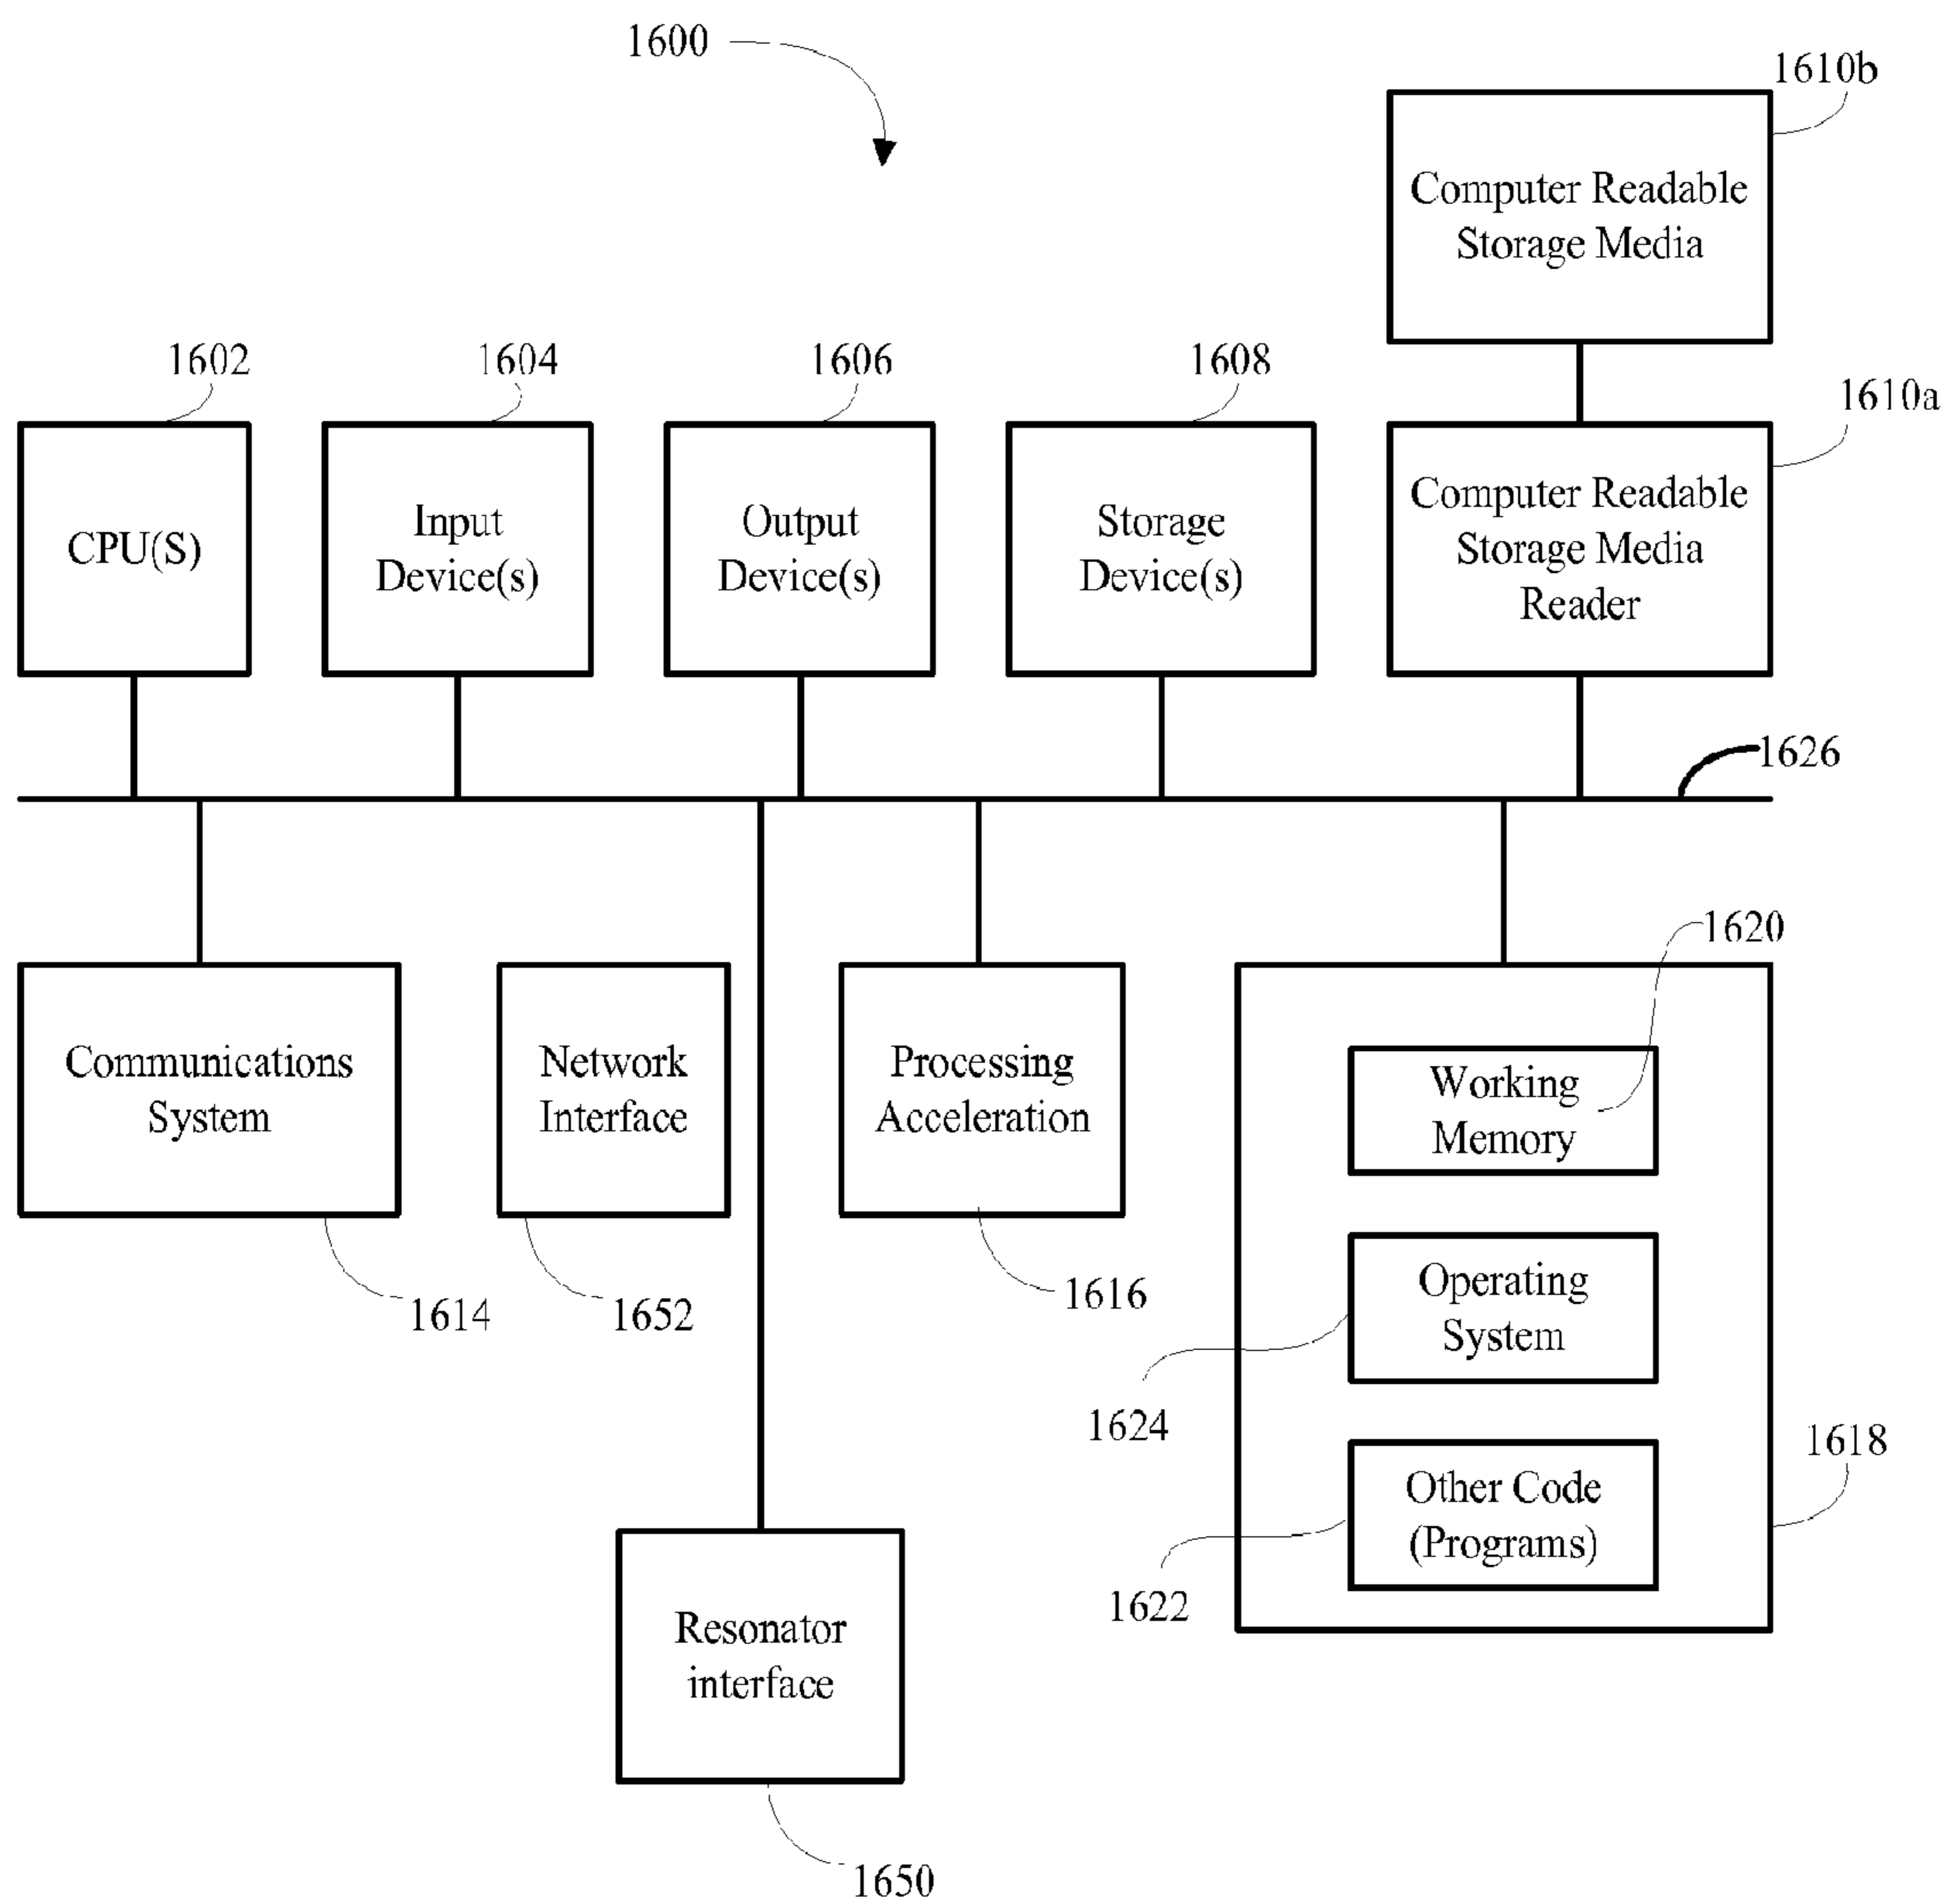 1600
1610b
Computer Readable
Storage Media
1602
1604
1606
1608
1610a
CPU(S)
Input
Device(s)
Output
Device(s)
Storage
Device(s)
Computer Readable
Storage Media
Reader
1626
1620
Communications
System
Network
Interface
Processing
Acceleration
Working
Memory
1614
1652
1616
Operating
System
1624
1618
Other Code
(Programs)
1622
Resonator
interface
1650